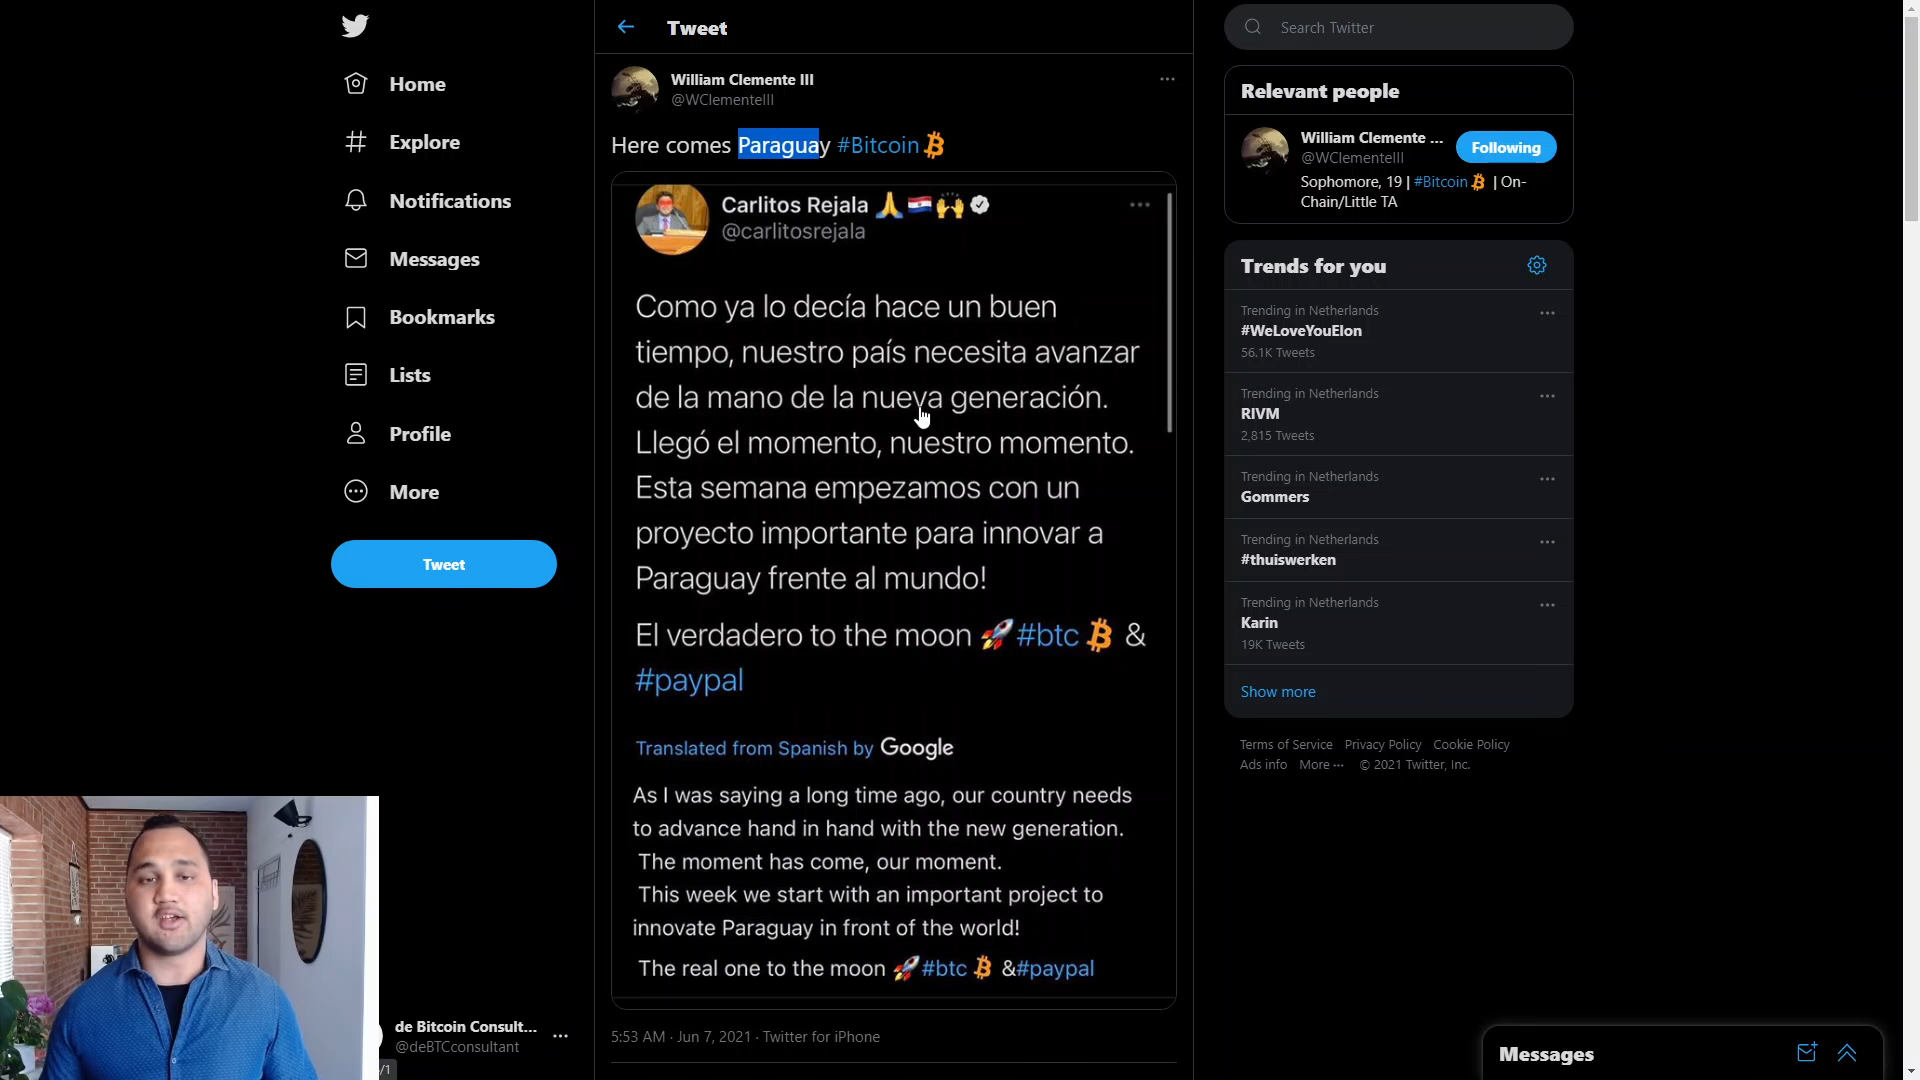 Home
Explore
Notifications
Messages
Bookmarks
Lists
Profile
More
Tweet
de Bitcoin Consult...
@deBTCconsultant
/1
Tweet
William Clemente III
@WClementeIII
Here comes Paraguay #Bitcoin
Carlitos Rejala
@carlitosrejala
Como ya lo decía hace un buen
tiempo, nuestro país necesita avanzar
de la mano de la nueva generación.
Llegó el momento, nuestro momento.
Esta semana empezamos con un
proyecto importante para innovar a
Paraguay frente al mundo!
El verdadero to the moon 🚀 #btc &
#paypal
Translated from Spanish by Google
As I was saying a long time ago, our country needs
to advance hand in hand with the new generation.
The moment has come, our moment.
This week we start with an important project to
innovate Paraguay in front of the world!
The real one to the moon 🚀 #btc &#paypal
5:53 AM · Jun 7, 2021 · Twitter for iPhone
Search Twitter
Relevant people
William Clemente ...
@WClementeIII
Following
Sophomore, 19 | #Bitcoin | On-
Chain/Little TA
Trends for you
Trending in Netherlands
#WeLoveYouElon
56.1K Tweets
Trending in Netherlands
RIVM
2,815 Tweets
Trending in Netherlands
Gommers
Trending in Netherlands
#thuiswerken
Trending in Netherlands
Karin
19K Tweets
Show more
Terms of Service Privacy Policy Cookie Policy
Ads info More ··· © 2021 Twitter, Inc.
Messages